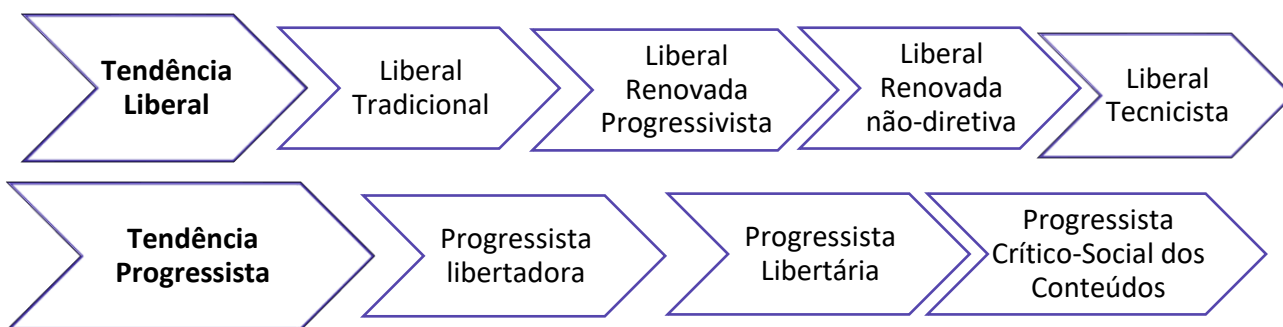 Tendência
Liberal
Liberal
Tradicional
Liberal
Renovada
Progressivista
Liberal
Renovada
não-diretiva
Liberal
Tecnicista
Tendência
Progressista
Progressista
libertadora
Progressista
Libertária
Progressista
Crítico-Social dos
Conteúdos